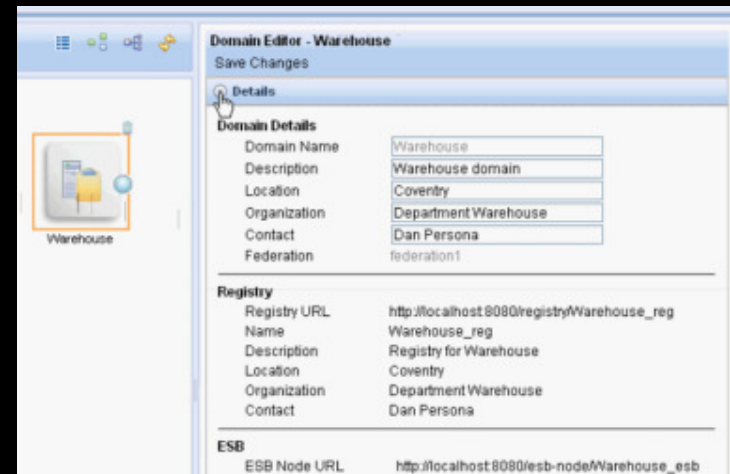 Domain Editor - Warehouse
Save Changes
Details
Domain Details
Domain Name Warehouse
Description Warehouse domain
Location Coventry
Organization Department Warehouse
Contact Dan Persona
Federation federation1
Warehouse
Registry
Registry URL http://localhost:8080/registry/Warehouse_reg
Name Warehouse_reg
Description Registry for Warehouse
Location Coventry
Organization Department Warehouse
Contact Dan Persona
ESB
ESB Node URL http://localhost:8080/esb-node/Warehouse_esb